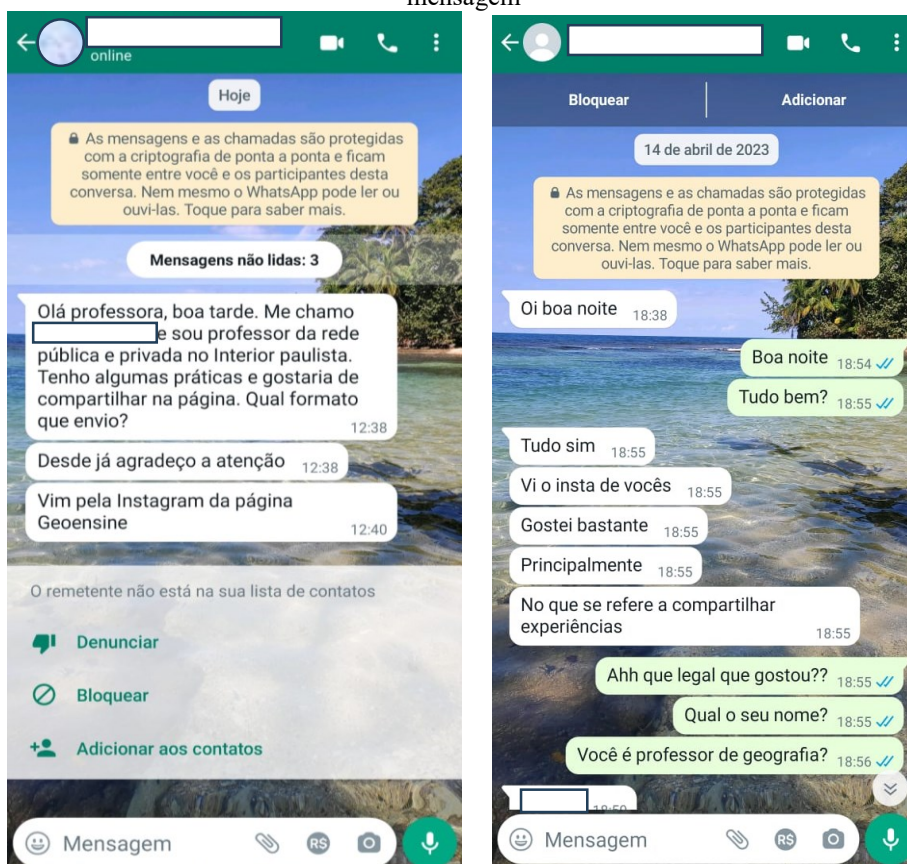 mensagem
online
Hoje
As mensagens e as chamadas são protegidas
com a criptografia de ponta a ponta e ficam
somente entre você e os participantes desta
conversa. Nem mesmo o WhatsApp pode ler ou
ouvi-las. Toque para saber mais.
Mensagens não lidas: 3
Olá professora, boa tarde. Me chamo
e sou professor da rede
pública e privada no Interior paulista.
Tenho algumas práticas e gostaria de
compartilhar na página. Qual formato
que envio?
12:38
Desde já agradeço a atenção 12:38
Vim pela Instagram da página
Geoensine
12:40
O remetente não está na sua lista de contatos
Denunciar
Bloquear
Adicionar aos contatos
Mensagem
R$
Bloquear
Adicionar
14 de abril de 2023
As mensagens e as chamadas são protegidas
com a criptografia de ponta a ponta e ficam
somente entre você e os participantes desta
conversa. Nem mesmo o WhatsApp pode ler ou
ouvi-las. Toque para saber mais.
Oi boa noite 18:38
Boa noite 18:54
Tudo bem? 18:55
Tudo sim 18:55
Vi o insta de vocês 18:55
Gostei bastante 18:55
Principalmente 18:55
No que se refere a compartilhar
experiências
18:55
Ahh que legal que gostou?? 18:55
Qual o seu nome? 18:55
Você é professor de geografia? 18:56
Mensagem
R$